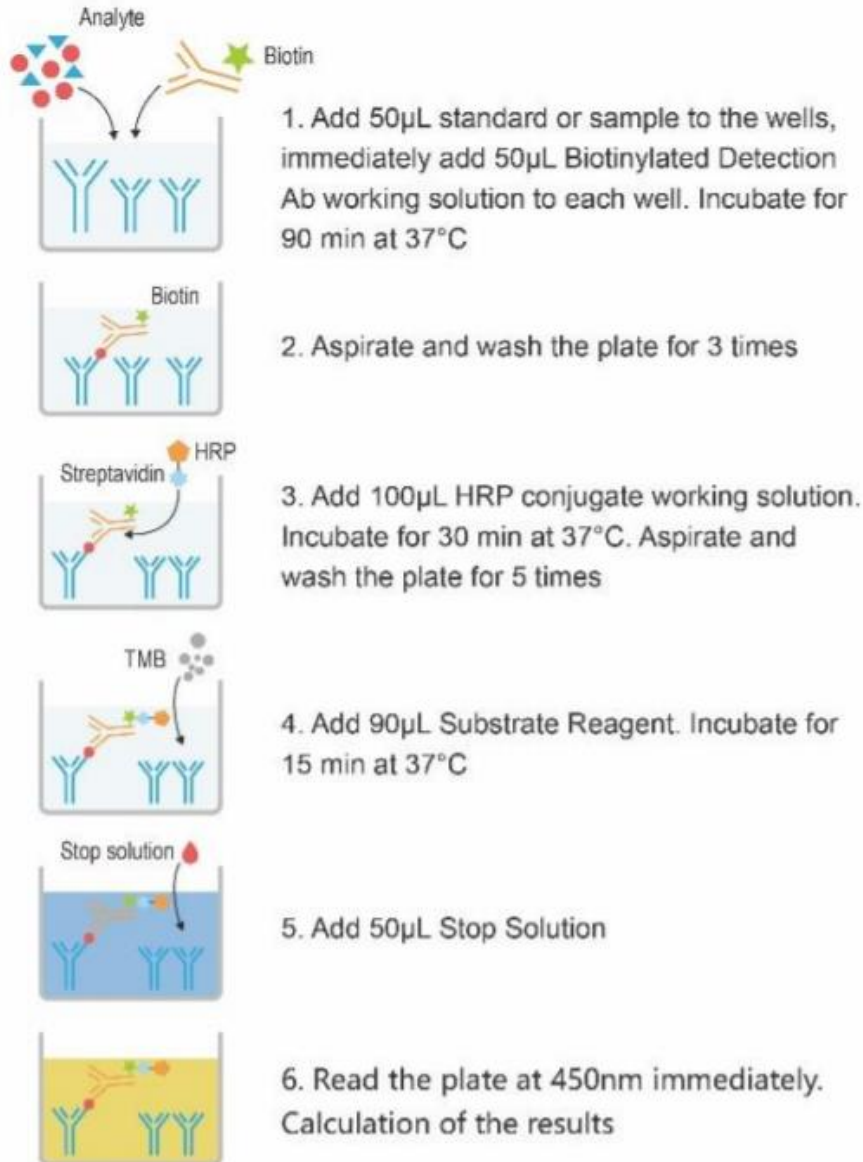 Analyte
Biotin
1. Add 50µL standard or sample to the wells,
immediately add 50µL Biotinylated Detection
Ab working solution to each well. Incubate for
90 min at 37°C
Biotin
2. Aspirate and wash the plate for 3 times
HRP
Streptavidin
3. Add 100µL HRP conjugate working solution.
Incubate for 30 min at 37°C. Aspirate and
wash the plate for 5 times
TMB
4. Add 90µL Substrate Reagent. Incubate for
15 min at 37°C
Stop solution
5. Add 50µL Stop Solution
6. Read the plate at 450nm immediately.
Calculation of the results